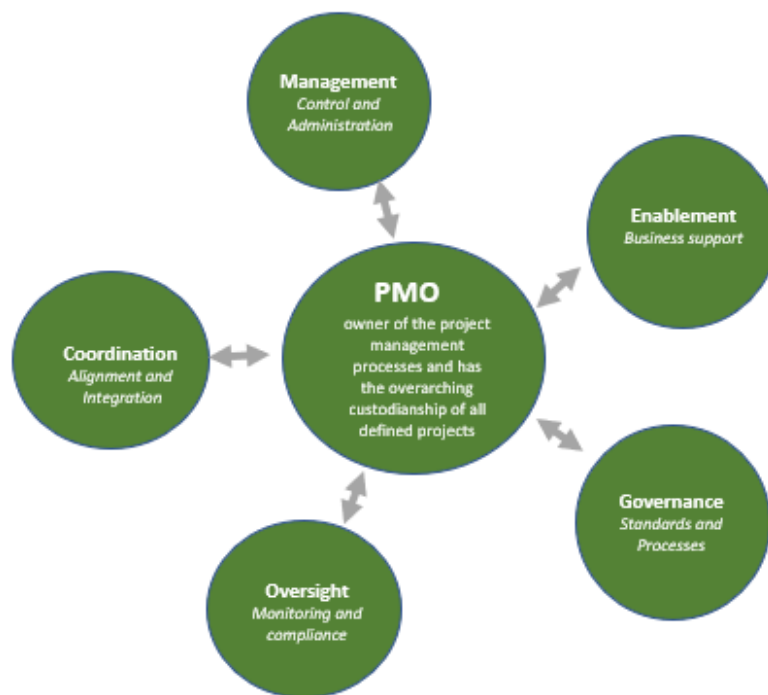 Management
Control and
Administration
Enablement
Business support
PMO
owner of the project
management
processes and has
the overarching
custodianship of all
defined projects
Coordination
Alignment and
Integration
Governance
Standards and
Processes
Oversight
Monitoring and
compliance